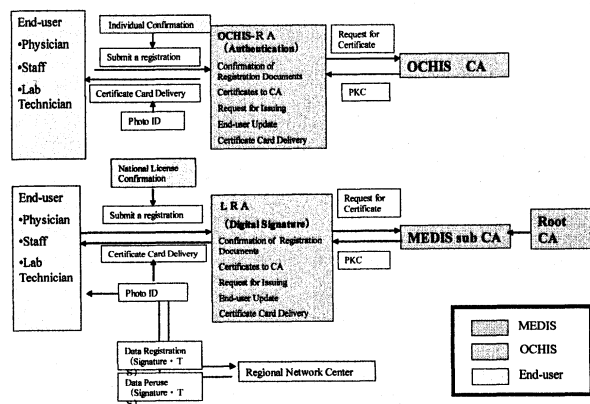 End-user
•Physician
•Staff
•Lab
Technician
Individual Confirmation
Submit a registration
Certificate Card Delivery
Photo ID
OCHIS-R A
(Authentication)
Confirmation of
Registration Documents
Certificates to CA
Request for Issuing
End-user Update
Certificate Card Delivery
Request for
Certificate
PKC
OCHIS CA
End-user
•Physician
•Staff
•Lab
Technician
National License
Confirmation
Submit a registration
Certificate Card Delivery
Photo ID
L R A
(Digital Signature)
Confirmation of Registration
Documents
Certificates to CA
Request for Issuing
End-user Update
Certificate Card Delivery
Request for
Certificate
PKC
MEDIS sub CA
Root
CA
Data Registration
(Signature・T
Data Peruse
(Signature・T
Regional Network Center
MEDIS
OCHIS
End-user